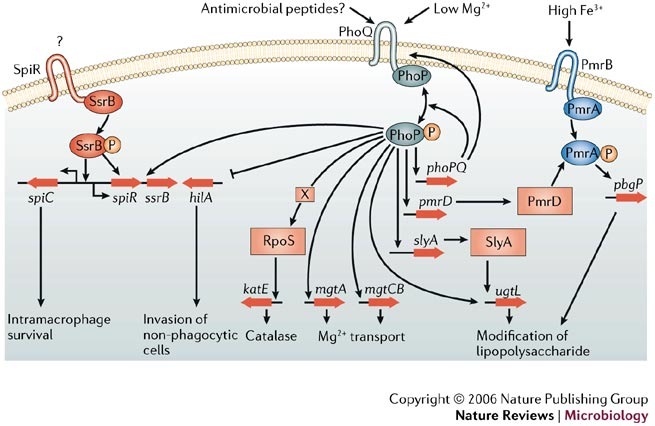 Antimicrobial peptides?
Low Mg²⁺
High Fe³⁺
PhoQ
?
SpiR
PmrB
PhoP
SsrB
PmrA
SsrB P
PhoP P
PmrA P
phoPQ
pbgP
spiC
spiR
ssrB
hilA
X
pmrD
PmrD
slyA
SlyA
RpoS
katE
mgtA
mgtCB
ugtL
Intramacrophage
survival
Invasion of
non-phagocytic
cells
Catalase
Mg²⁺ transport
Modification of
lipopolysaccharide
Copyright © 2006 Nature Publishing Group
Nature Reviews | Microbiology